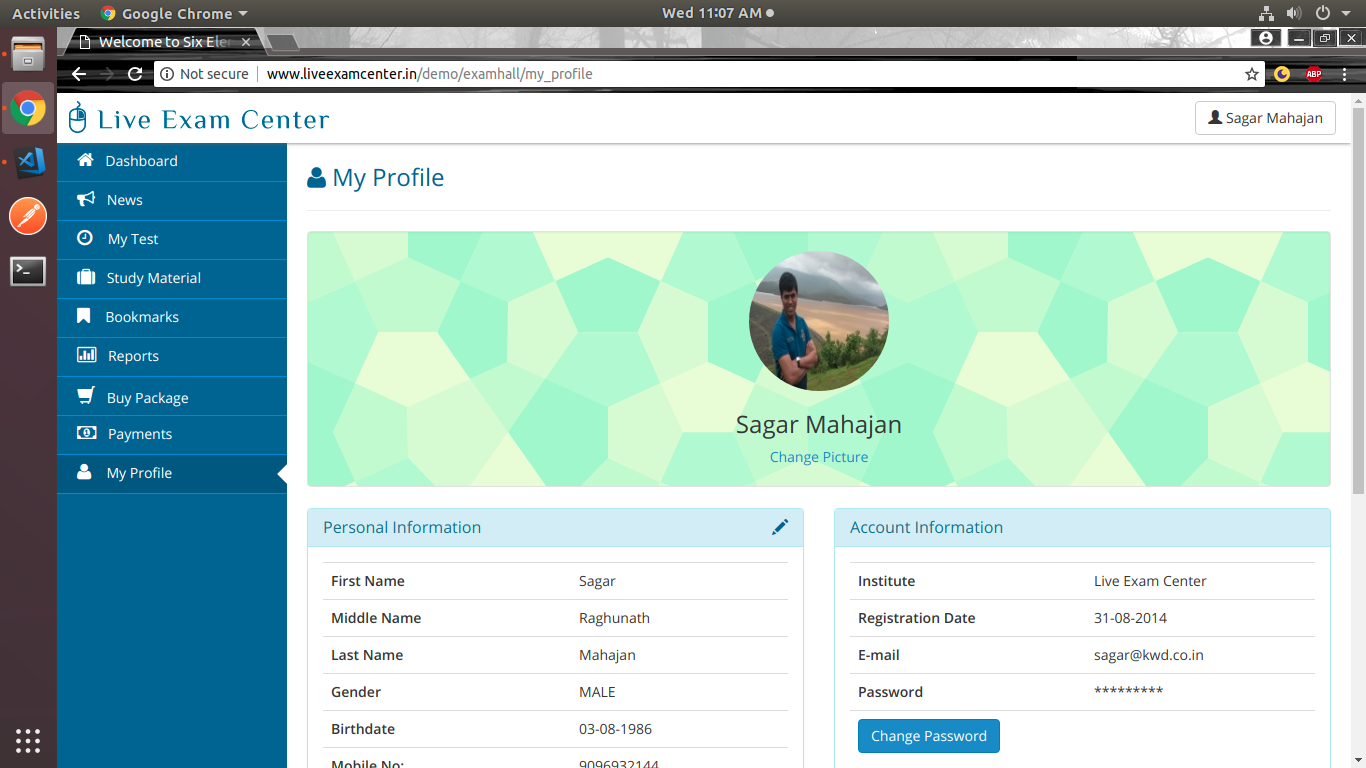 Activities Google Chrome Wed 11:07 AM
Welcome to Six Ele
Not secure www.liveexamcenter.in/demo/examhall/my_profile ABP
Live Exam Center
Sagar Mahajan
Dashboard
News
My Test
Study Material
Bookmarks
Reports
Buy Package
Payments
My Profile
My Profile
Sagar Mahajan
Change Picture
Personal Information
First Name Sagar
Middle Name Raghunath
Last Name Mahajan
Gender MALE
Birthdate 03-08-1986
Mobile No: 9096932144
Account Information
Institute Live Exam Center
Registration Date 31-08-2014
E-mail sagar@kwd.co.in
Password *********
Change Password